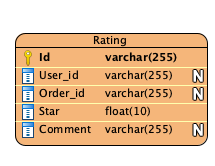 Rating
Id varchar(255)
User_id varchar(255) N
Order_id varchar(255) N
Star float(10)
Comment varchar(255) N